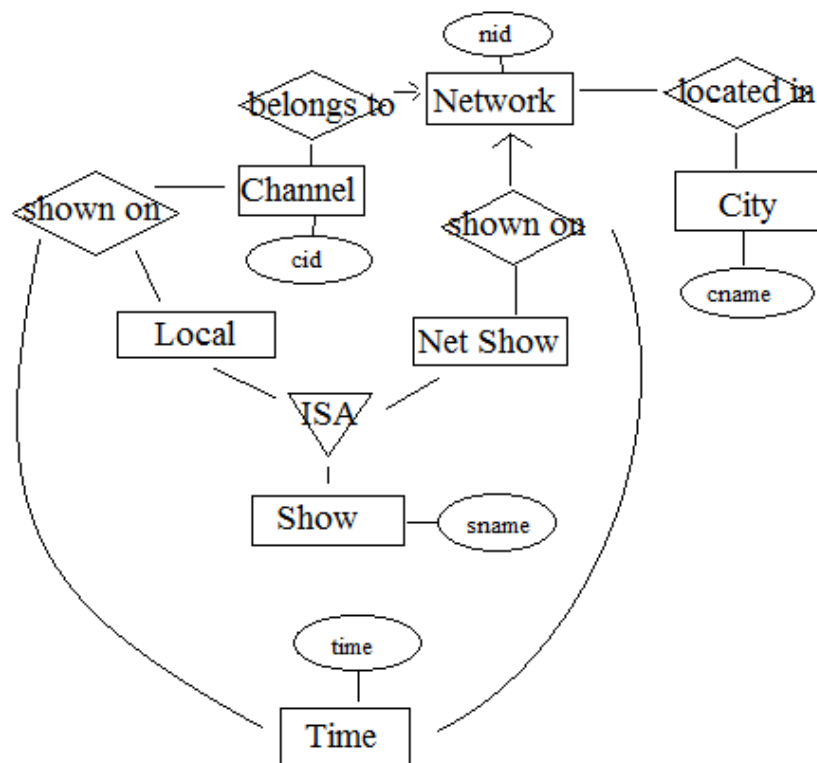 nid
belongs to
Network
located in
shown on
Channel
shown on
City
cid
cname
Local
Net Show
ISA
Show
sname
time
Time